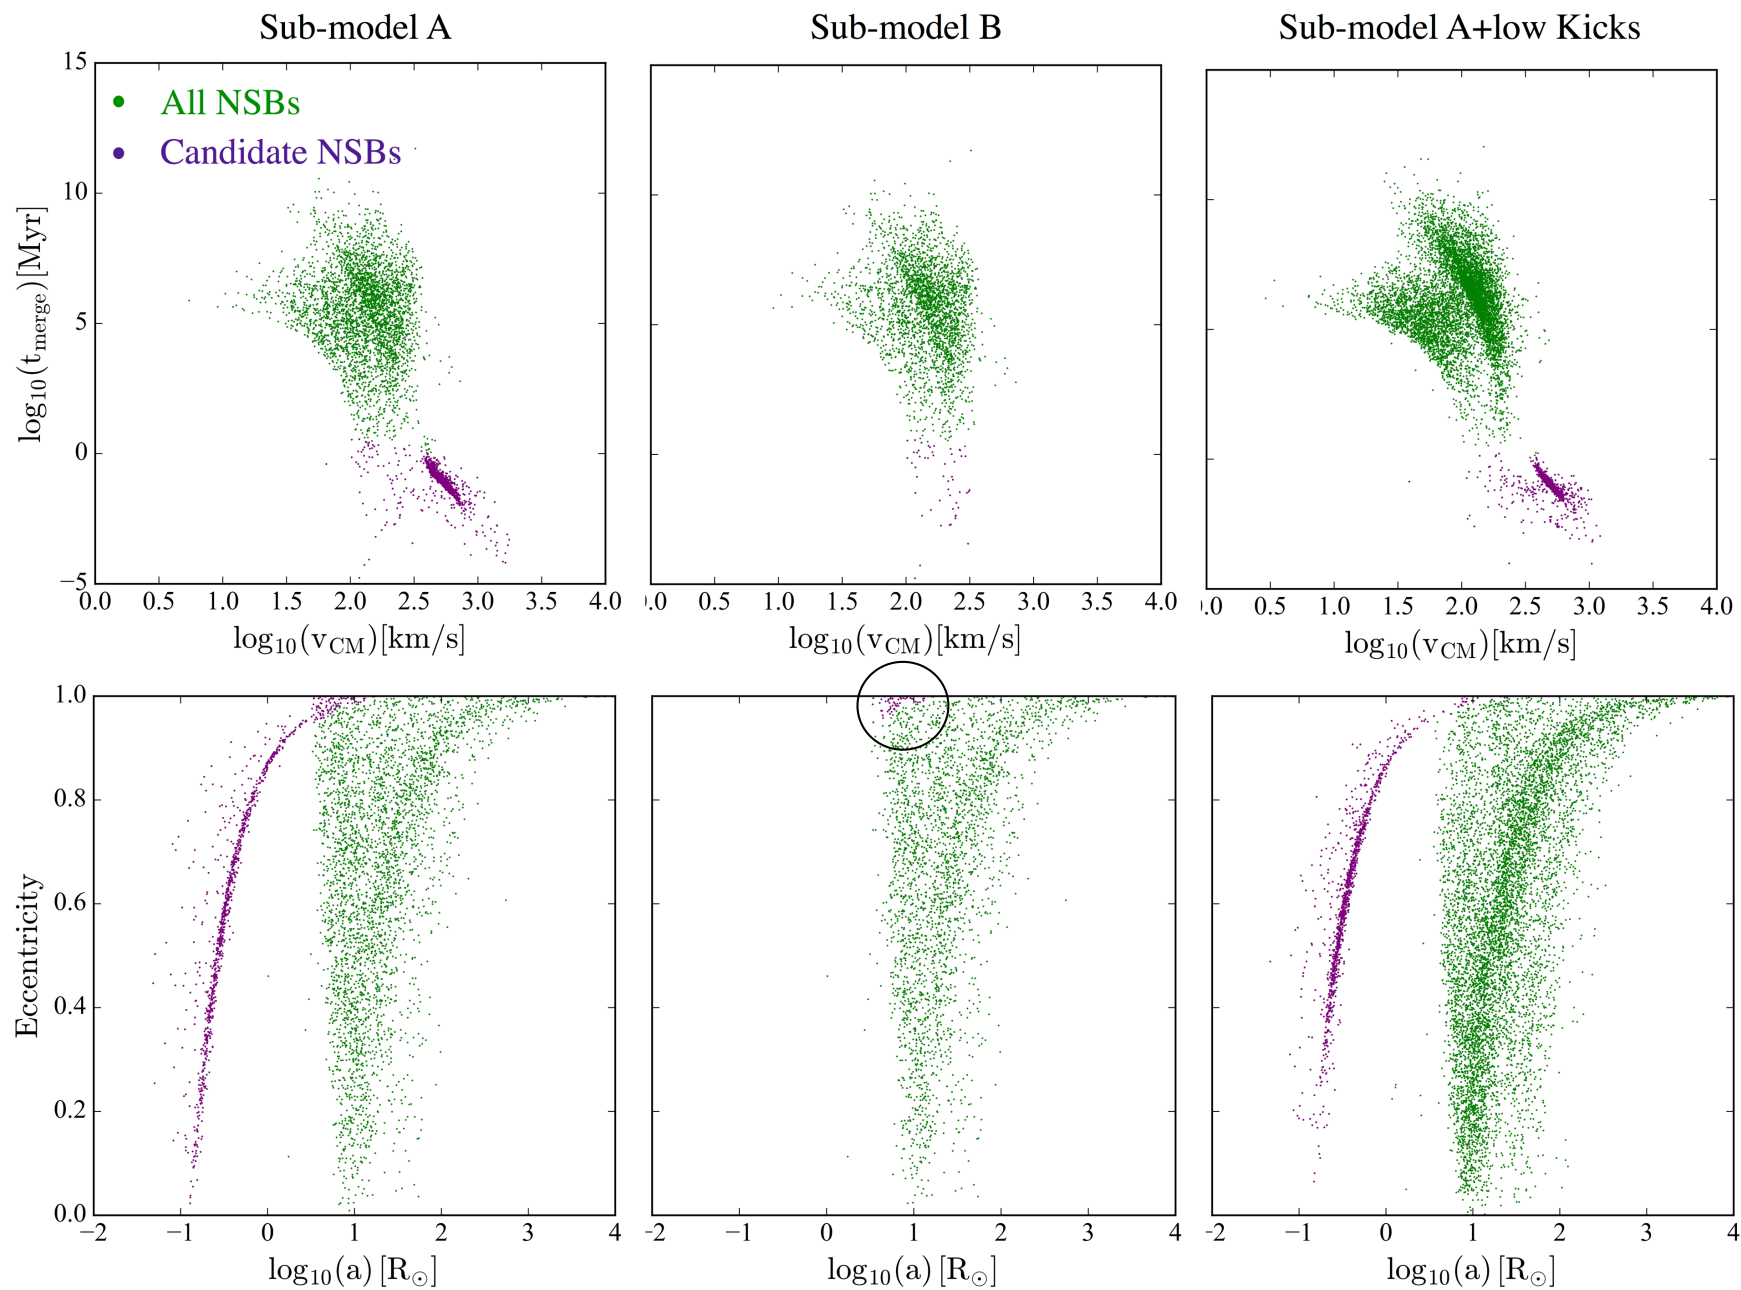 Sub-model A
Sub-model B
Sub-model A+low Kicks
15
10
5
0
−5
log₁₀(t_merge)[Myr]
All NSBs
Candidate NSBs
0.0 0.5 1.0 1.5 2.0 2.5 3.0 3.5 4.0
).0 0.5 1.0 1.5 2.0 2.5 3.0 3.5 4.0
).0 0.5 1.0 1.5 2.0 2.5 3.0 3.5 4.0
log₁₀(v_CM)[km/s]
log₁₀(v_CM)[km/s]
log₁₀(v_CM)[km/s]
1.0
0.8
0.6
0.4
0.2
0.0
Eccentricity
−2 −1 0 1 2 3 4
-2 −1 0 1 2 3 4
-2 −1 0 1 2 3 4
log₁₀(a) [R☉]
log₁₀(a) [R☉]
log₁₀(a) [R☉]